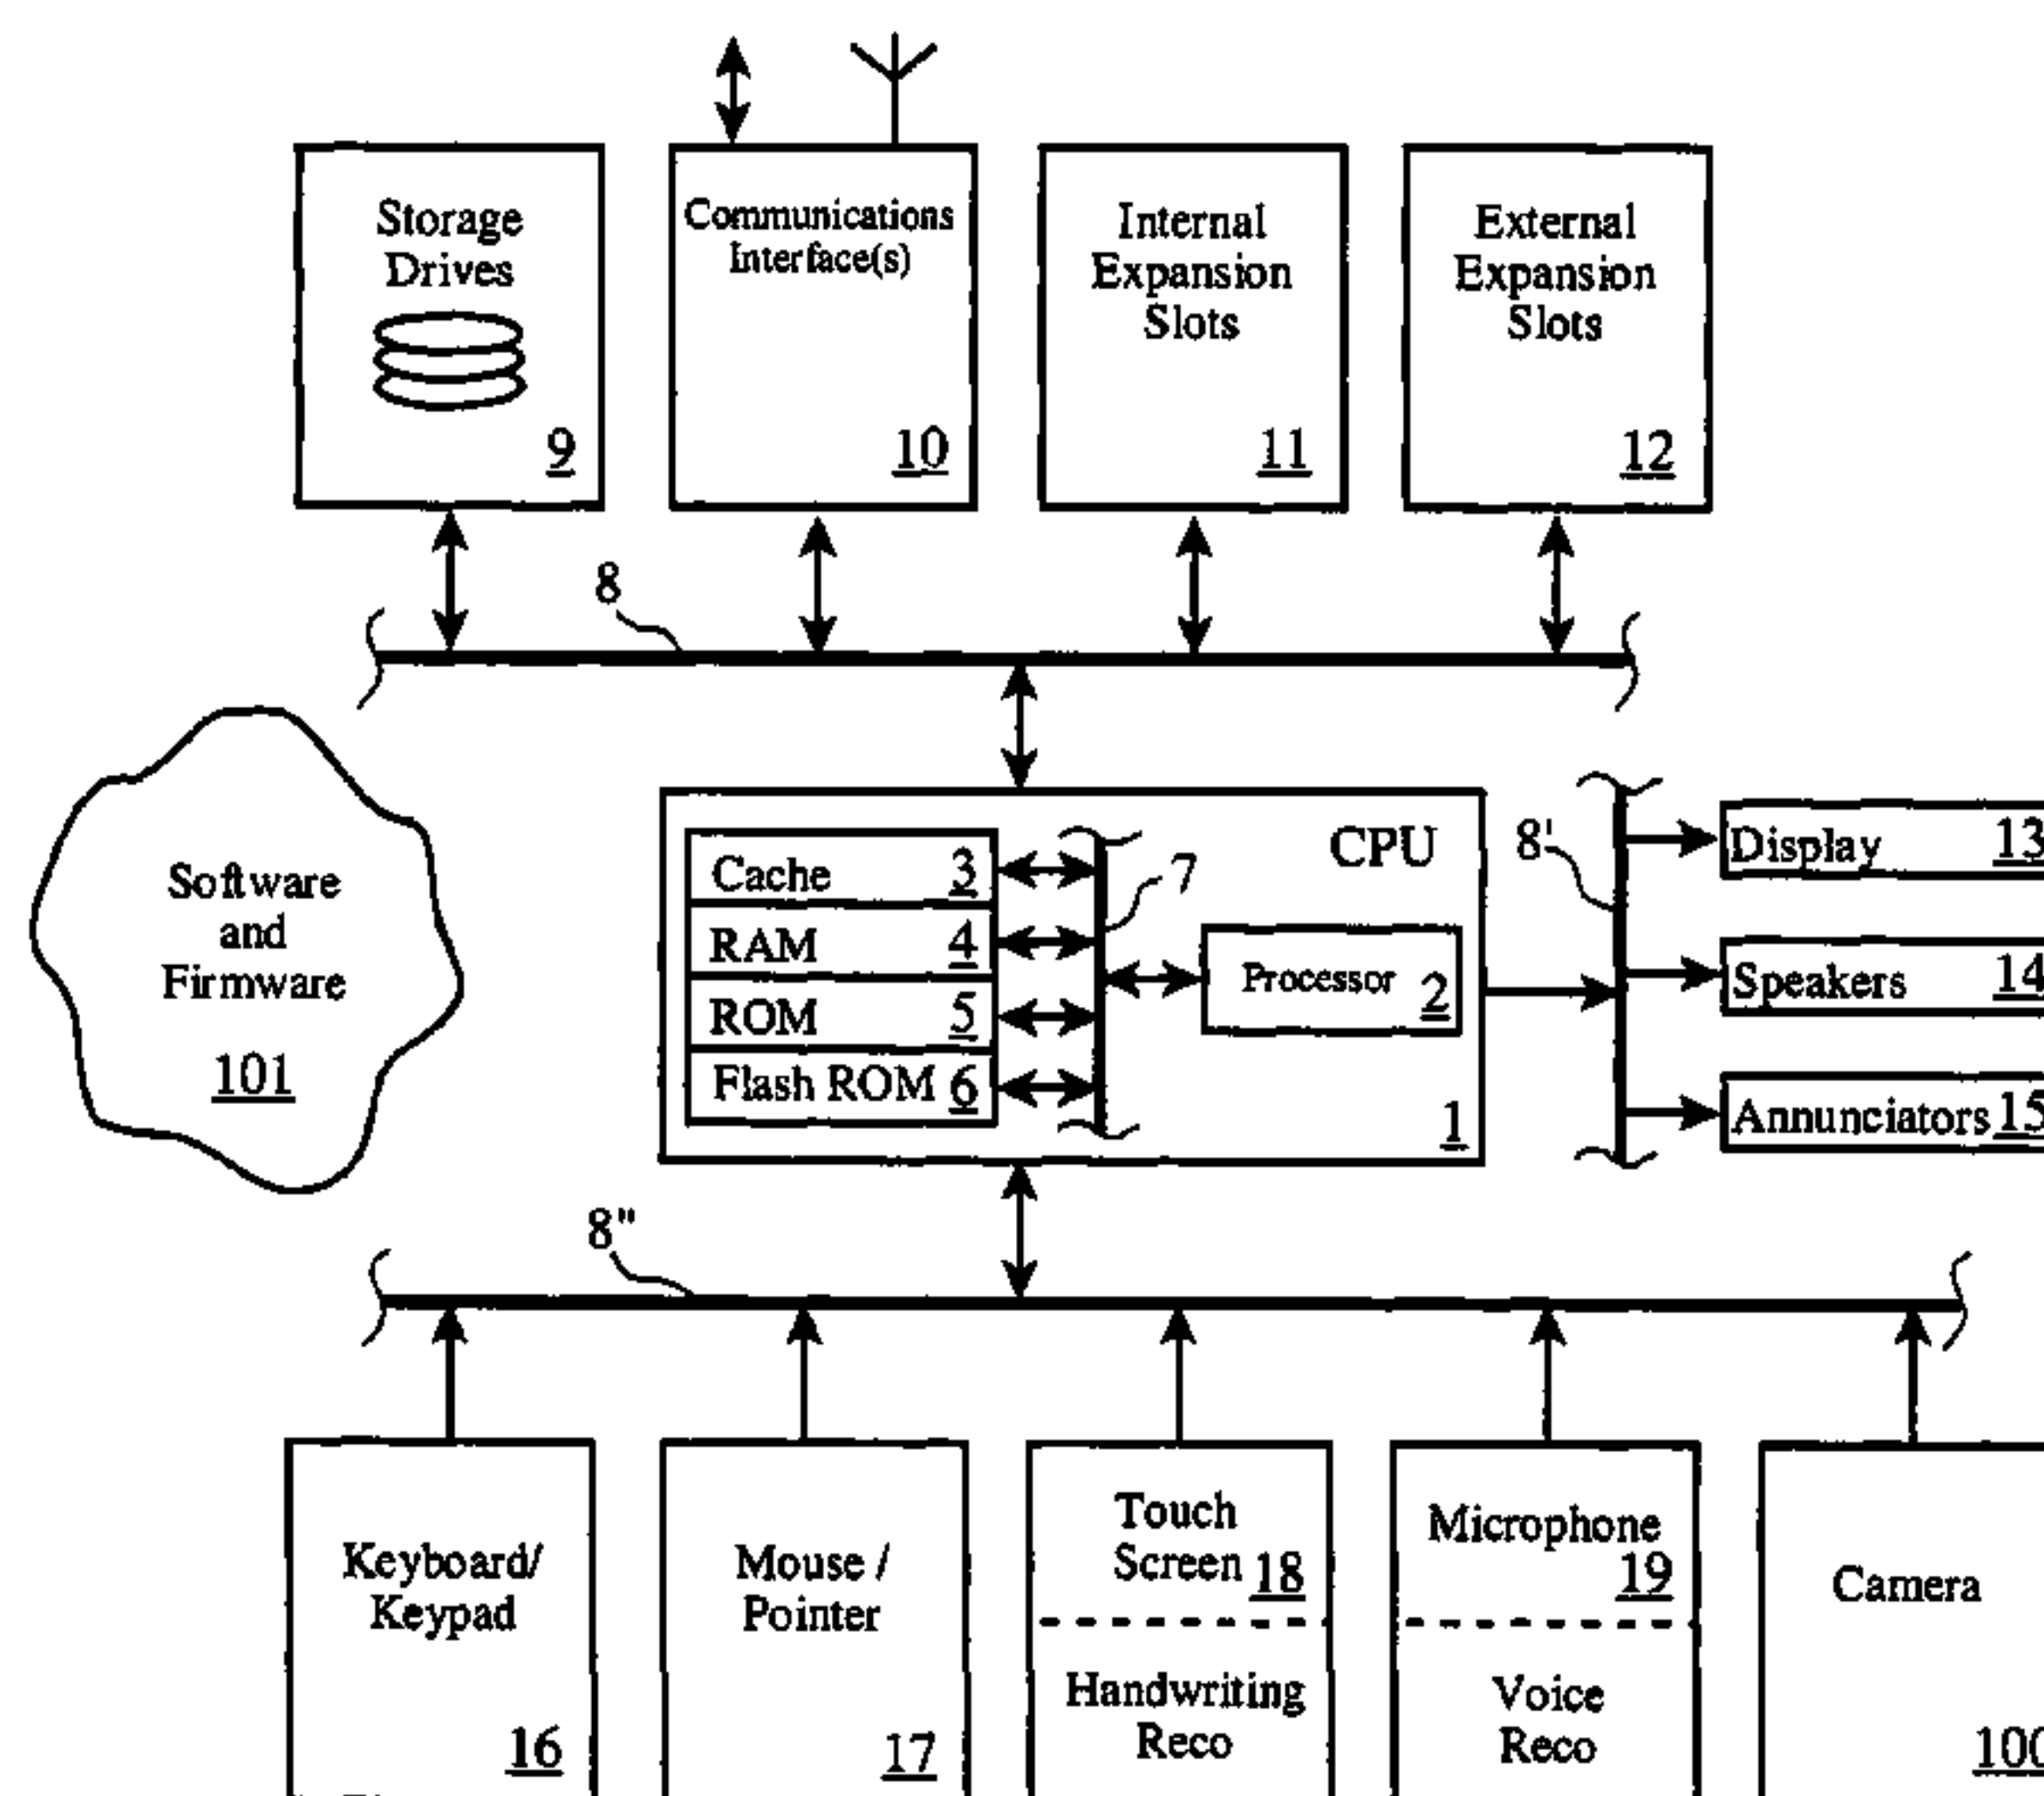 Storage
Drives
9
Communications
Interface(s)
10
Internal
Expansion
Slots
11
External
Expansion
Slots
12
8
Software
and
Firmware
101
CPU
Cache 3
RAM 4
ROM 5
Flash ROM 6
7
Processor 2
1
8'
Display 13
Speakers 14
Annunciators 15
8"
Keyboard/
Keypad
16
Mouse /
Pointer
17
Touch
Screen 18
Handwriting
Reco
Microphone
19
Voice
Reco
Camera
100